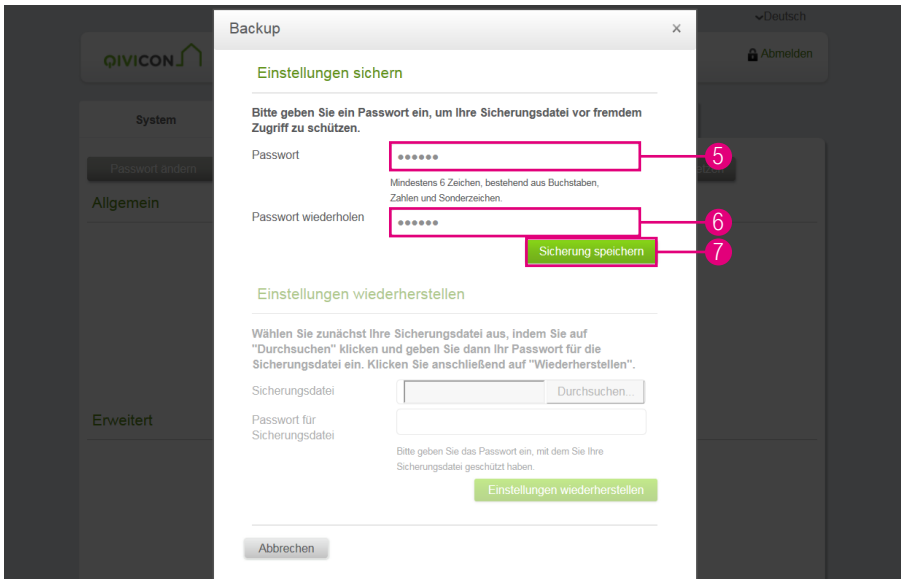 Deutsch
QIVICON
Abmelden
System
Passwort ändern
Allgemein
Erweitert
Backup
×
Einstellungen sichern
Bitte geben Sie ein Passwort ein, um Ihre Sicherungsdatei vor fremdem
Zugriff zu schützen.
Passwort
••••••
5
Mindestens 6 Zeichen, bestehend aus Buchstaben,
Zahlen und Sonderzeichen.
Passwort wiederholen
••••••
6
Sicherung speichern
7
Einstellungen wiederherstellen
Wählen Sie zunächst Ihre Sicherungsdatei aus, indem Sie auf
"Durchsuchen" klicken und geben Sie dann Ihr Passwort für die
Sicherungsdatei ein. Klicken Sie anschließend auf "Wiederherstellen".
Sicherungsdatei
Durchsuchen...
Passwort für
Sicherungsdatei
Bitte geben Sie das Passwort ein, mit dem Sie Ihre
Sicherungsdatei geschützt haben.
Einstellungen wiederherstellen
Abbrechen